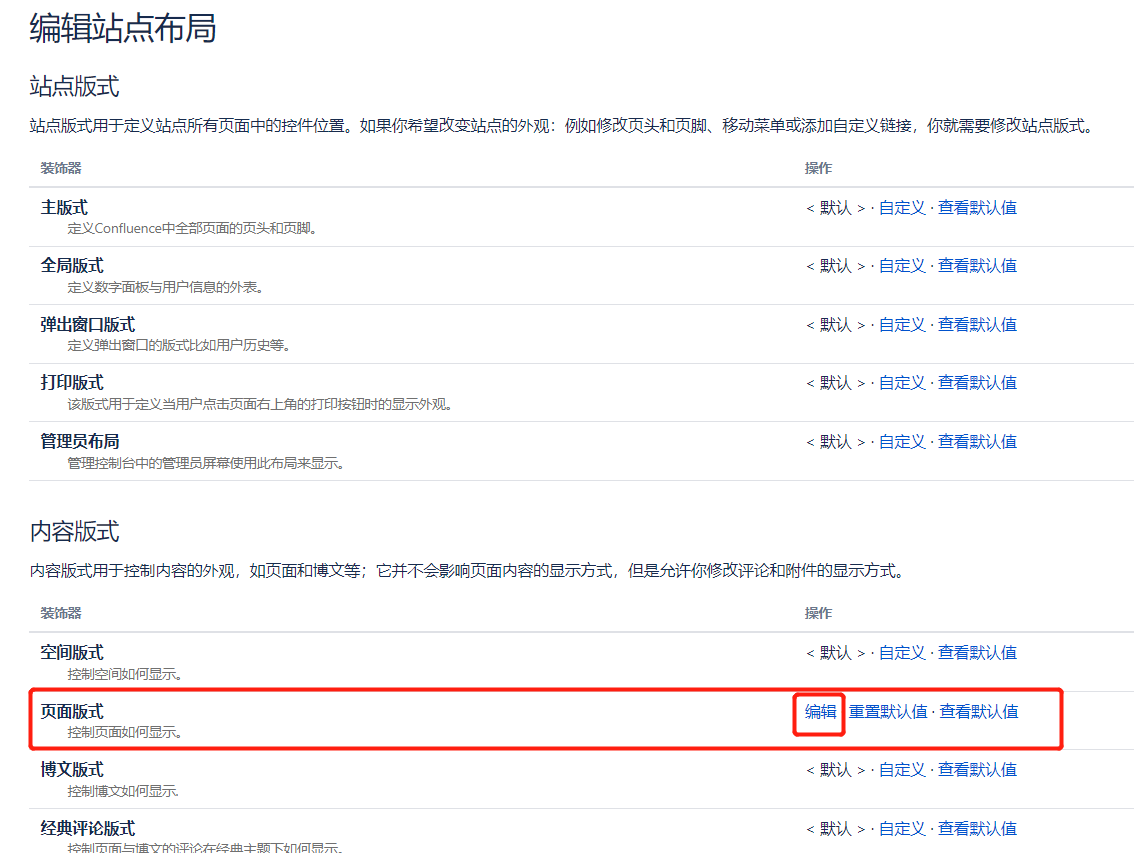 编辑站点布局
站点版式
站点版式用于定义站点所有页面中的控件位置。如果你希望改变站点的外观：例如修改页头和页脚、移动菜单或添加自定义链接，你就需要修改站点版式。
装饰器 操作
主版式 < 默认 > · 自定义 · 查看默认值
定义Confluence中全部页面的页头和页脚。
全局版式 < 默认 > · 自定义 · 查看默认值
定义数字面板与用户信息的外表。
弹出窗口版式 < 默认 > · 自定义 · 查看默认值
定义弹出窗口的版式比如用户历史等。
打印版式 < 默认 > · 自定义 · 查看默认值
该版式用于定义当用户点击页面右上角的打印按钮时的显示外观。
管理员布局 < 默认 > · 自定义 · 查看默认值
管理控制台中的管理员屏幕使用此布局来显示。
内容版式
内容版式用于控制内容的外观，如页面和博文等；它并不会影响页面内容的显示方式，但是允许你修改评论和附件的显示方式。
装饰器 操作
空间版式 < 默认 > · 自定义 · 查看默认值
控制空间如何显示。
页面版式 编辑 重置默认值 · 查看默认值
控制页面如何显示。
博文版式 < 默认 > · 自定义 · 查看默认值
控制博文如何显示.
经典评论版式 < 默认 > · 自定义 · 查看默认值
控制页面与博文的评论在经典主题下如何显示。